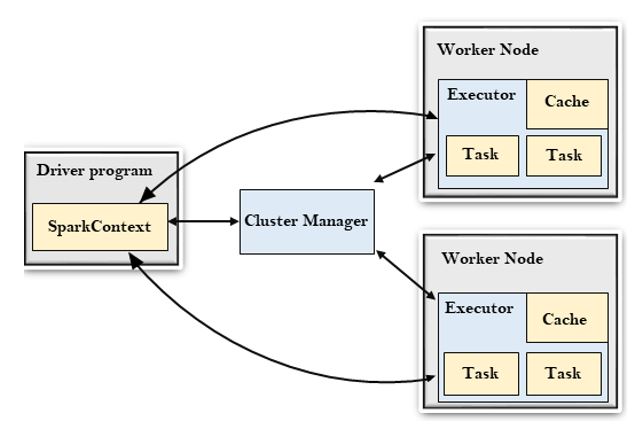 Driver program
SparkContext
Cluster Manager
Worker Node
Executor
Cache
Task
Task
Worker Node
Executor
Cache
Task
Task